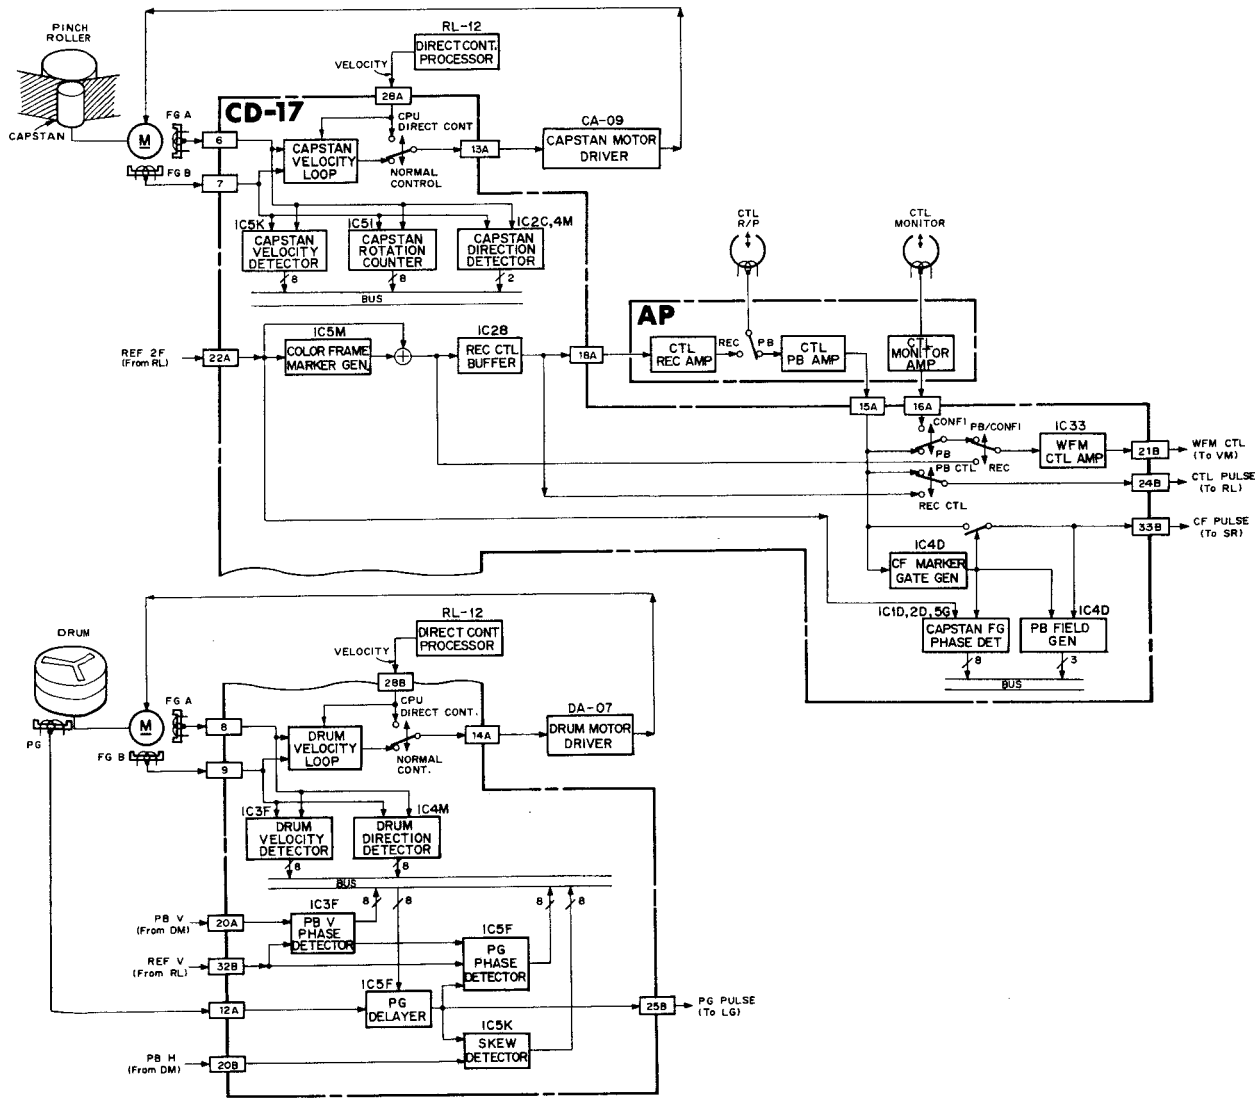 PINCH
ROLLER
CAPSTAN
M
FG A
FG B
RL-12
DIRECT CONT.
PROCESSOR
VELOCITY
28A
CD-17
CPU
DIRECT CONT
6
7
CAPSTAN
VELOCITY
LOOP
NORMAL
CONTROL
13A
CA-09
CAPSTAN MOTOR
DRIVER
IC5K
CAPSTAN
VELOCITY
DETECTOR
8
IC5I
CAPSTAN
ROTATION
COUNTER
8
IC2C,4M
CAPSTAN
DIRECTION
DETECTOR
2
BUS
CTL
R/P
CTL
MONITOR
REF 2F
(From RL)
22A
IC5M
COLOR FRAME
MARKER GEN.
IC28
REC CTL
BUFFER
18A
AP
CTL
REC AMP
REC
PB
CTL
PB AMP
CTL
MONITOR
AMP
15A
16A
CONFI
PB
PB/CONFI
REC
IC33
WFM
CTL AMP
21B
WFM CTL
(To VM)
PB CTL
REC CTL
24B
CTL PULSE
(To RL)
33B
CF PULSE
(To SR)
IC4D
CF MARKER
GATE GEN
IC1D,2D,5G
CAPSTAN FG
PHASE DET
8
IC4D
PB FIELD
GEN
3
BUS
DRUM
PG
M
FG A
FG B
RL-12
DIRECT CONT
PROCESSOR
VELOCITY
28B
CPU
DIRECT CONT.
8
9
DRUM
VELOCITY
LOOP
NORMAL
CONT.
14A
DA-07
DRUM MOTOR
DRIVER
IC3F
DRUM
VELOCITY
DETECTOR
8
IC4M
DRUM
DIRECTION
DETECTOR
8
BUS
8
8
8
8
PB V
(From DM)
20A
IC3F
PB V
PHASE
DETECTOR
REF V
(From RL)
32B
IC5F
PG
PHASE
DETECTOR
12A
IC5F
PG
DELAYER
25B
PG PULSE
(To LG)
IC5K
SKEW
DETECTOR
PB H
(From DM)
20B